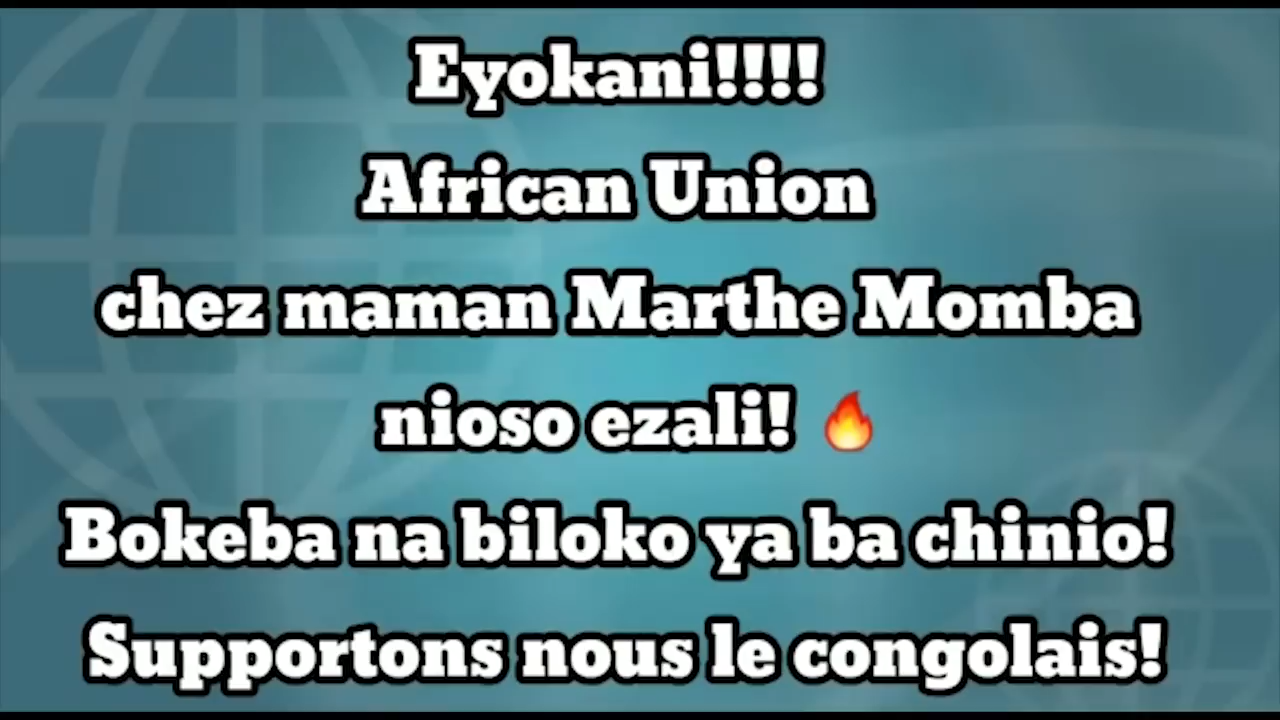 Eyokani!!!!
African Union
chez maman Marthe Momba
nioso ezali! 🔥
Bokeba na biloko ya ba chinio!
Supportons nous le congolais!